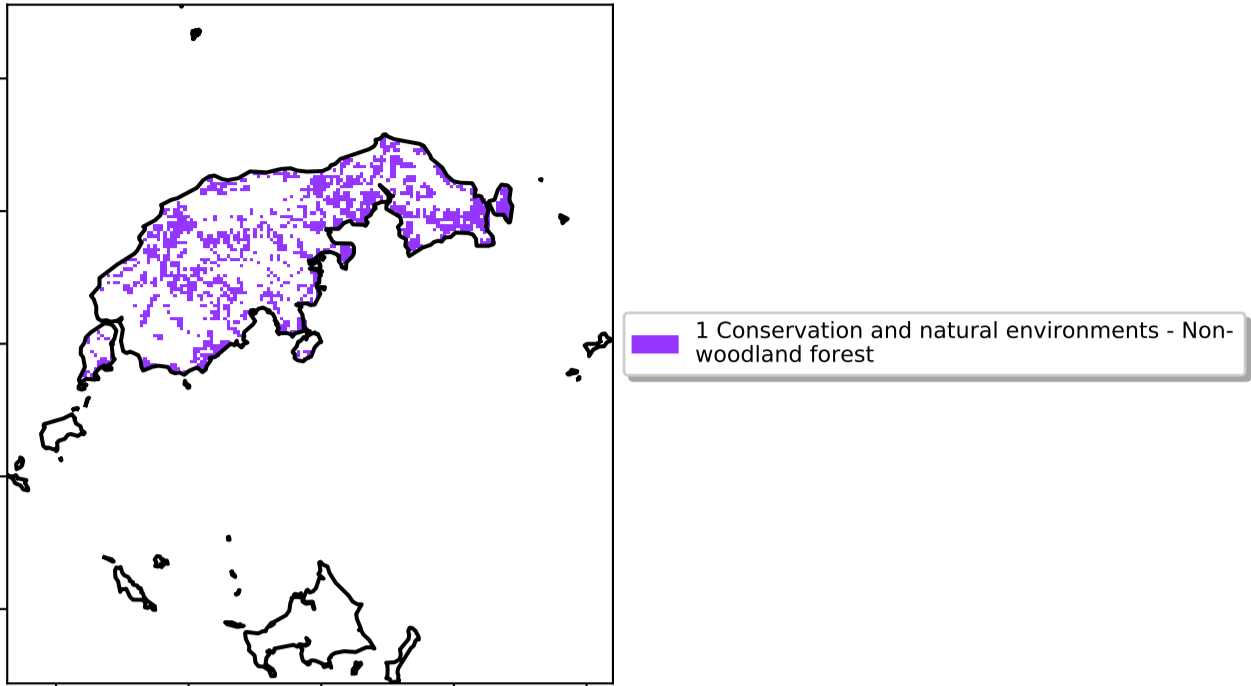 1 Conservation and natural environments - Non-
woodland forest